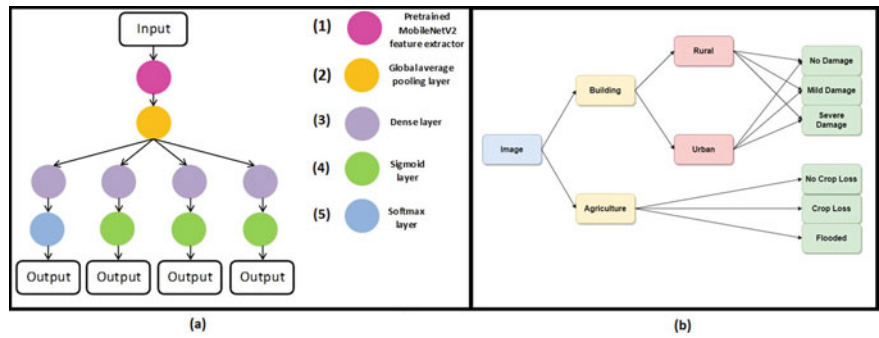 Input
(1) Pretrained
MobileNetV2
feature extractor
(2) Global average
pooling layer
(3) Dense layer
(4) Sigmoid
layer
(5) Softmax
layer
Output Output Output Output
(a)
Image
Building
Agriculture
Rural
Urban
No Damage
Mild Damage
Severe
Damage
No Crop Loss
Crop Loss
Flooded
(b)